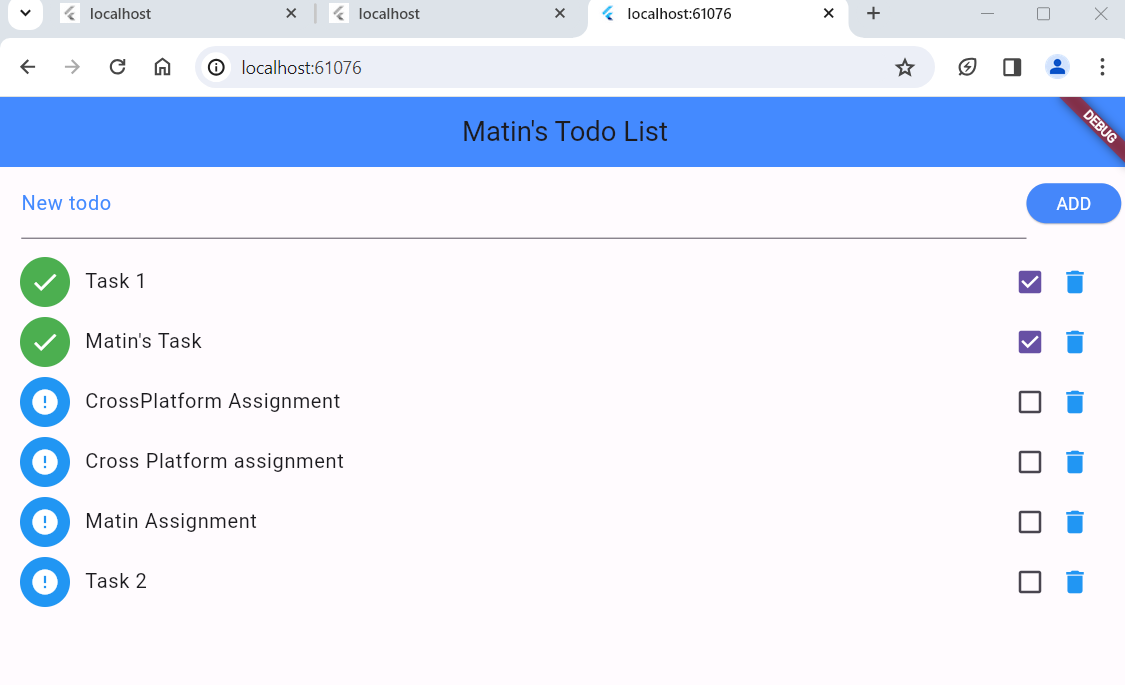 localhost
localhost
localhost:61076
localhost:61076
Matin's Todo List
DEBUG
New todo
ADD
Task 1
Matin's Task
CrossPlatform Assignment
Cross Platform assignment
Matin Assignment
Task 2